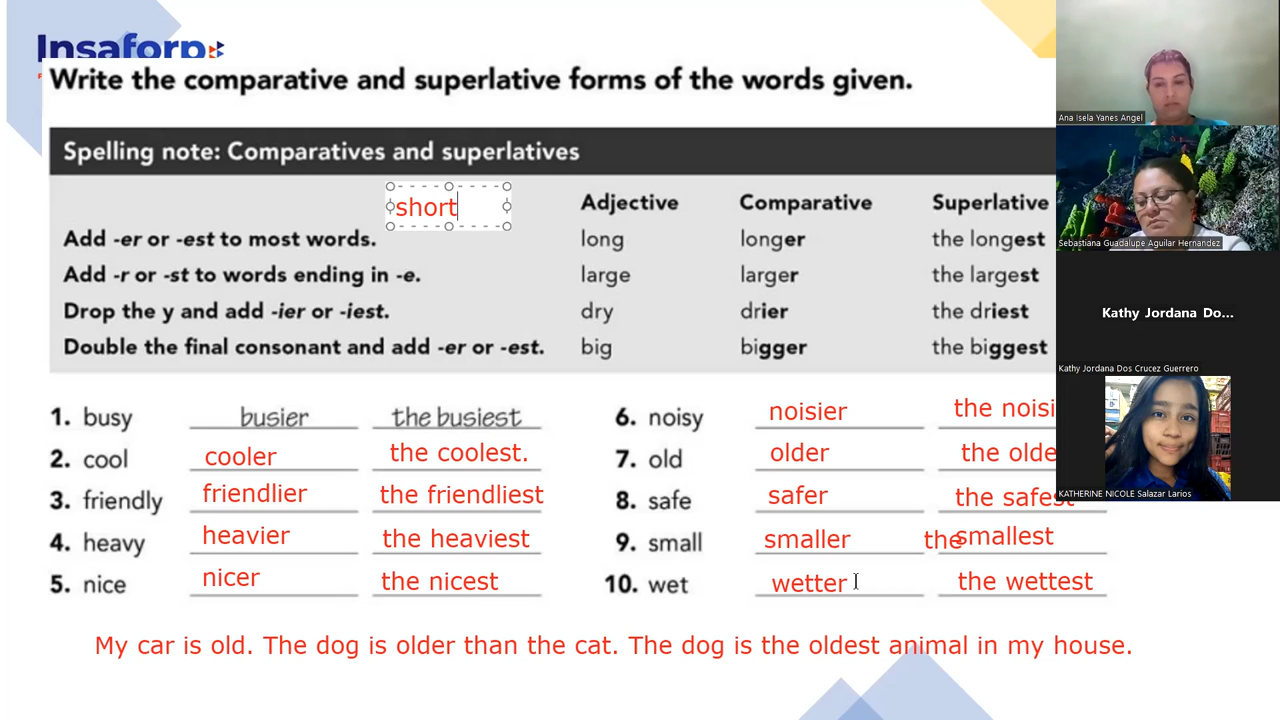 Insaforp
Write the comparative and superlative forms of the words given.
Spelling note: Comparatives and superlatives
short
Adjective Comparative Superlative
Add -er or -est to most words. long longer the longest
Add -r or -st to words ending in -e. large larger the largest
Drop the y and add -ier or -iest. dry drier the driest
Double the final consonant and add -er or -est. big bigger the biggest
1. busy busier the busiest 6. noisy noisier the noisi
2. cool cooler the coolest. 7. old older the olde
3. friendly friendlier the friendliest 8. safe safer the safest
4. heavy heavier the heaviest 9. small smaller the smallest
5. nice nicer the nicest 10. wet wetter the wettest
My car is old. The dog is older than the cat. The dog is the oldest animal in my house.
Ana Isela Yanes Angel
Sebastiana Guadalupe Aguilar Hernandez
Kathy Jordana Do...
Kathy Jordana Dos Crucez Guerrero
KATHERINE NICOLE Salazar Larios